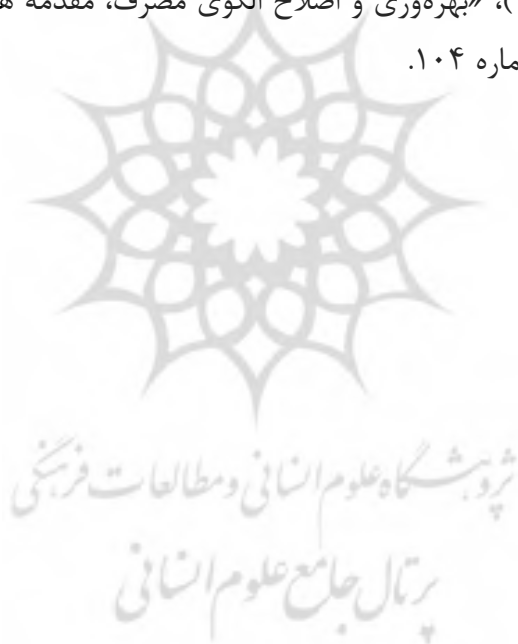 )، «بهره‌وری و اصلاح الگوی مصرف، مقدمه
ماره ۱۰۴.
پژوهشگاه علوم انسانی و مطالعات فرهنگی
پرتال جامع علوم انسانی